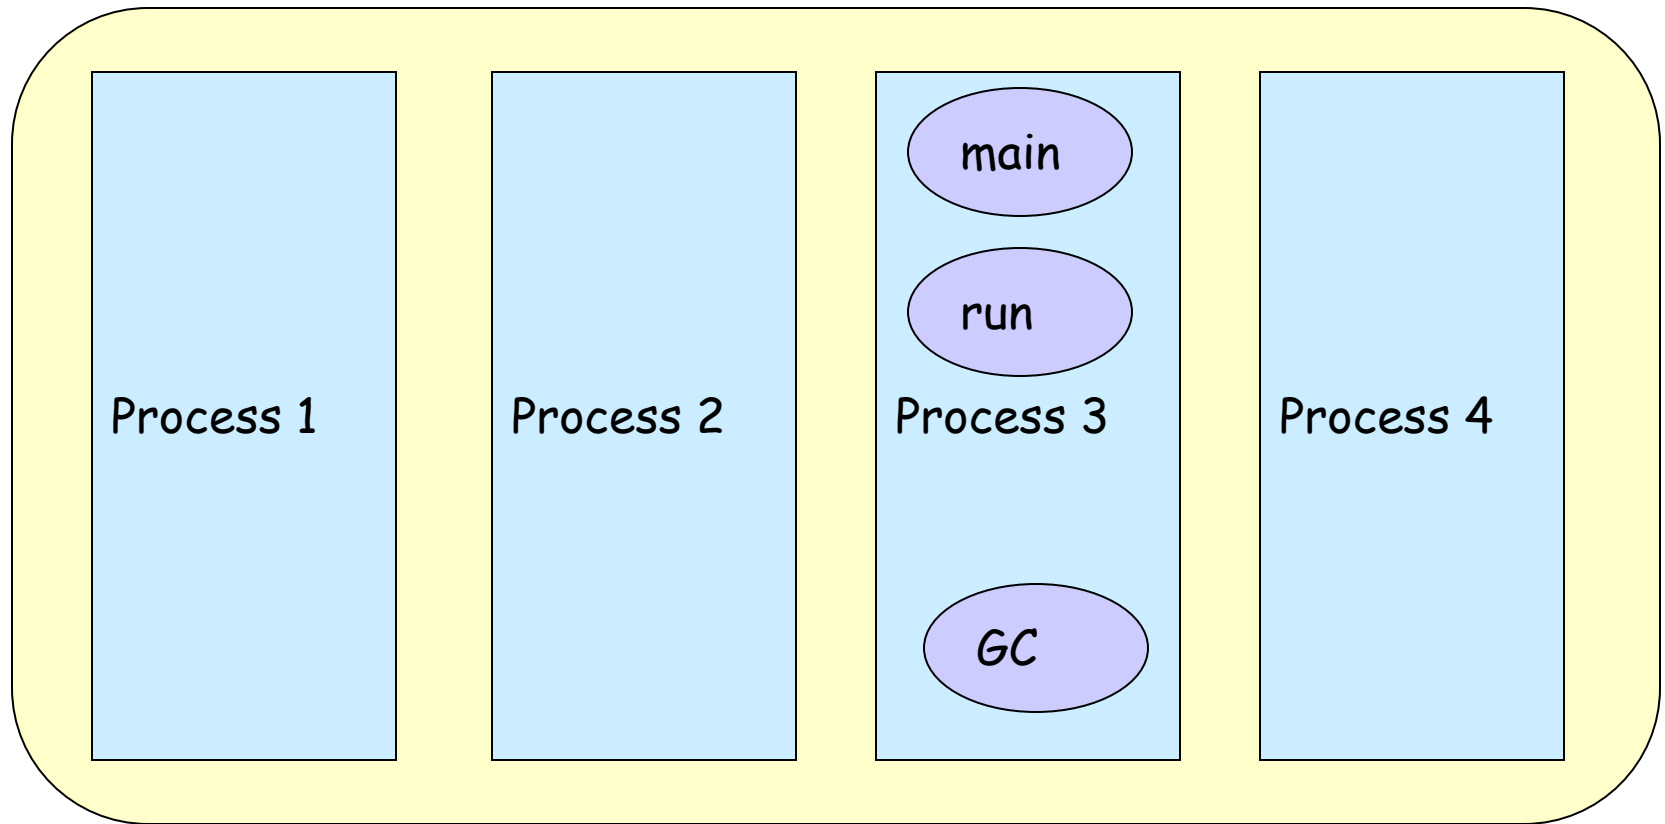 main
run
Process 1
Process 2
Process 3
Process 4
GC